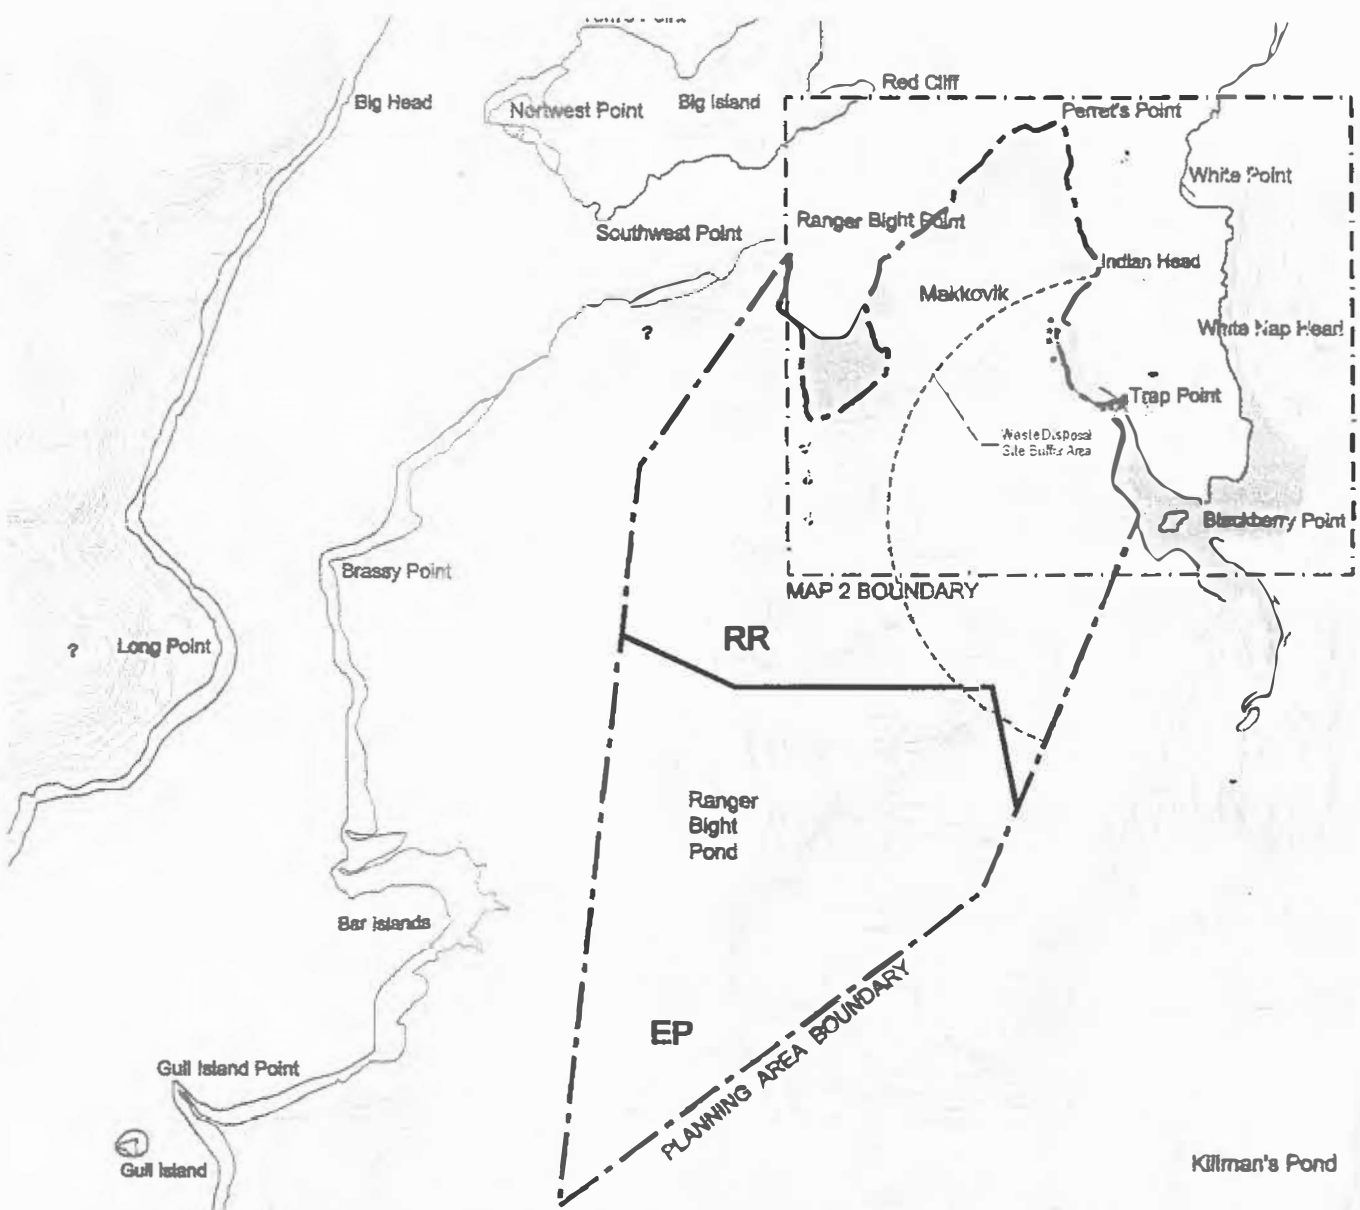 Big Head
Nortwest Point
Big Island
Red Cliff
Perret's Point
White Point
Ranger Bight Point
Southwest Point
Indian Head
Makkovik
?
White Nap Head
Trap Point
Waste Disposal
Site Buffer Area
Blackberry Point
Brassy Point
MAP 2 BOUNDARY
RR
?
Long Point
Ranger
Bight
Pond
Bar Islands
PLANNING AREA BOUNDARY
EP
Gull Island Point
Gull Island
Killman's Pond